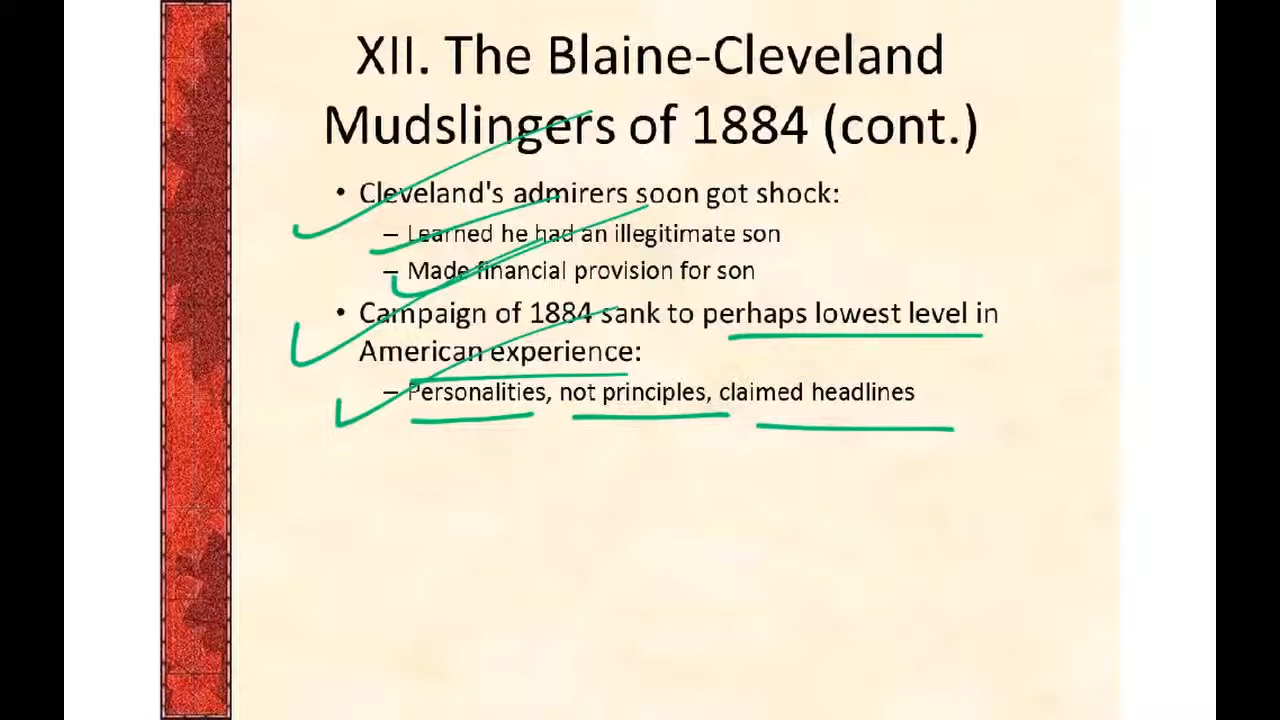 XII. The Blaine-Cleveland
Mudslingers of 1884 (cont.)
• Cleveland's admirers soon got shock:
– Learned he had an illegitimate son
– Made financial provision for son
• Campaign of 1884 sank to perhaps lowest level in
American experience:
– Personalities, not principles, claimed headlines